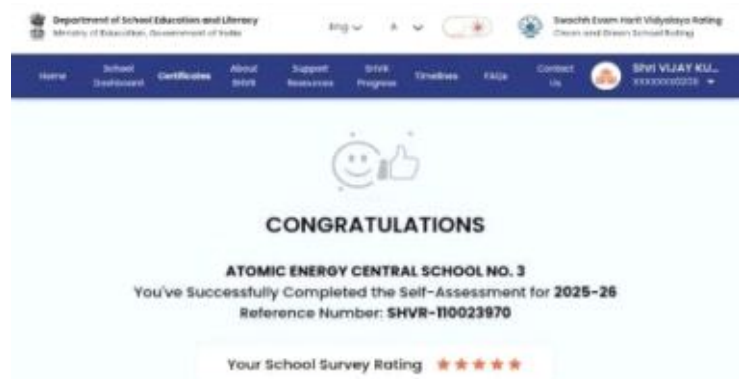 Department of School Education and Literacy
Ministry of Education, Government of India
Eng
A
Swachh Evam Harit Vidyalaya Rating
Clean and Green School Rating
Home
School Dashboard
Certificates
About SHVR
Support Resources
SHVR Progress
Timelines
FAQs
Contact Us
Shri VIJAY KU...
CONGRATULATIONS
ATOMIC ENERGY CENTRAL SCHOOL NO. 3
You've Successfully Completed the Self-Assessment for 2025-26
Reference Number: SHVR-110023970
Your School Survey Rating